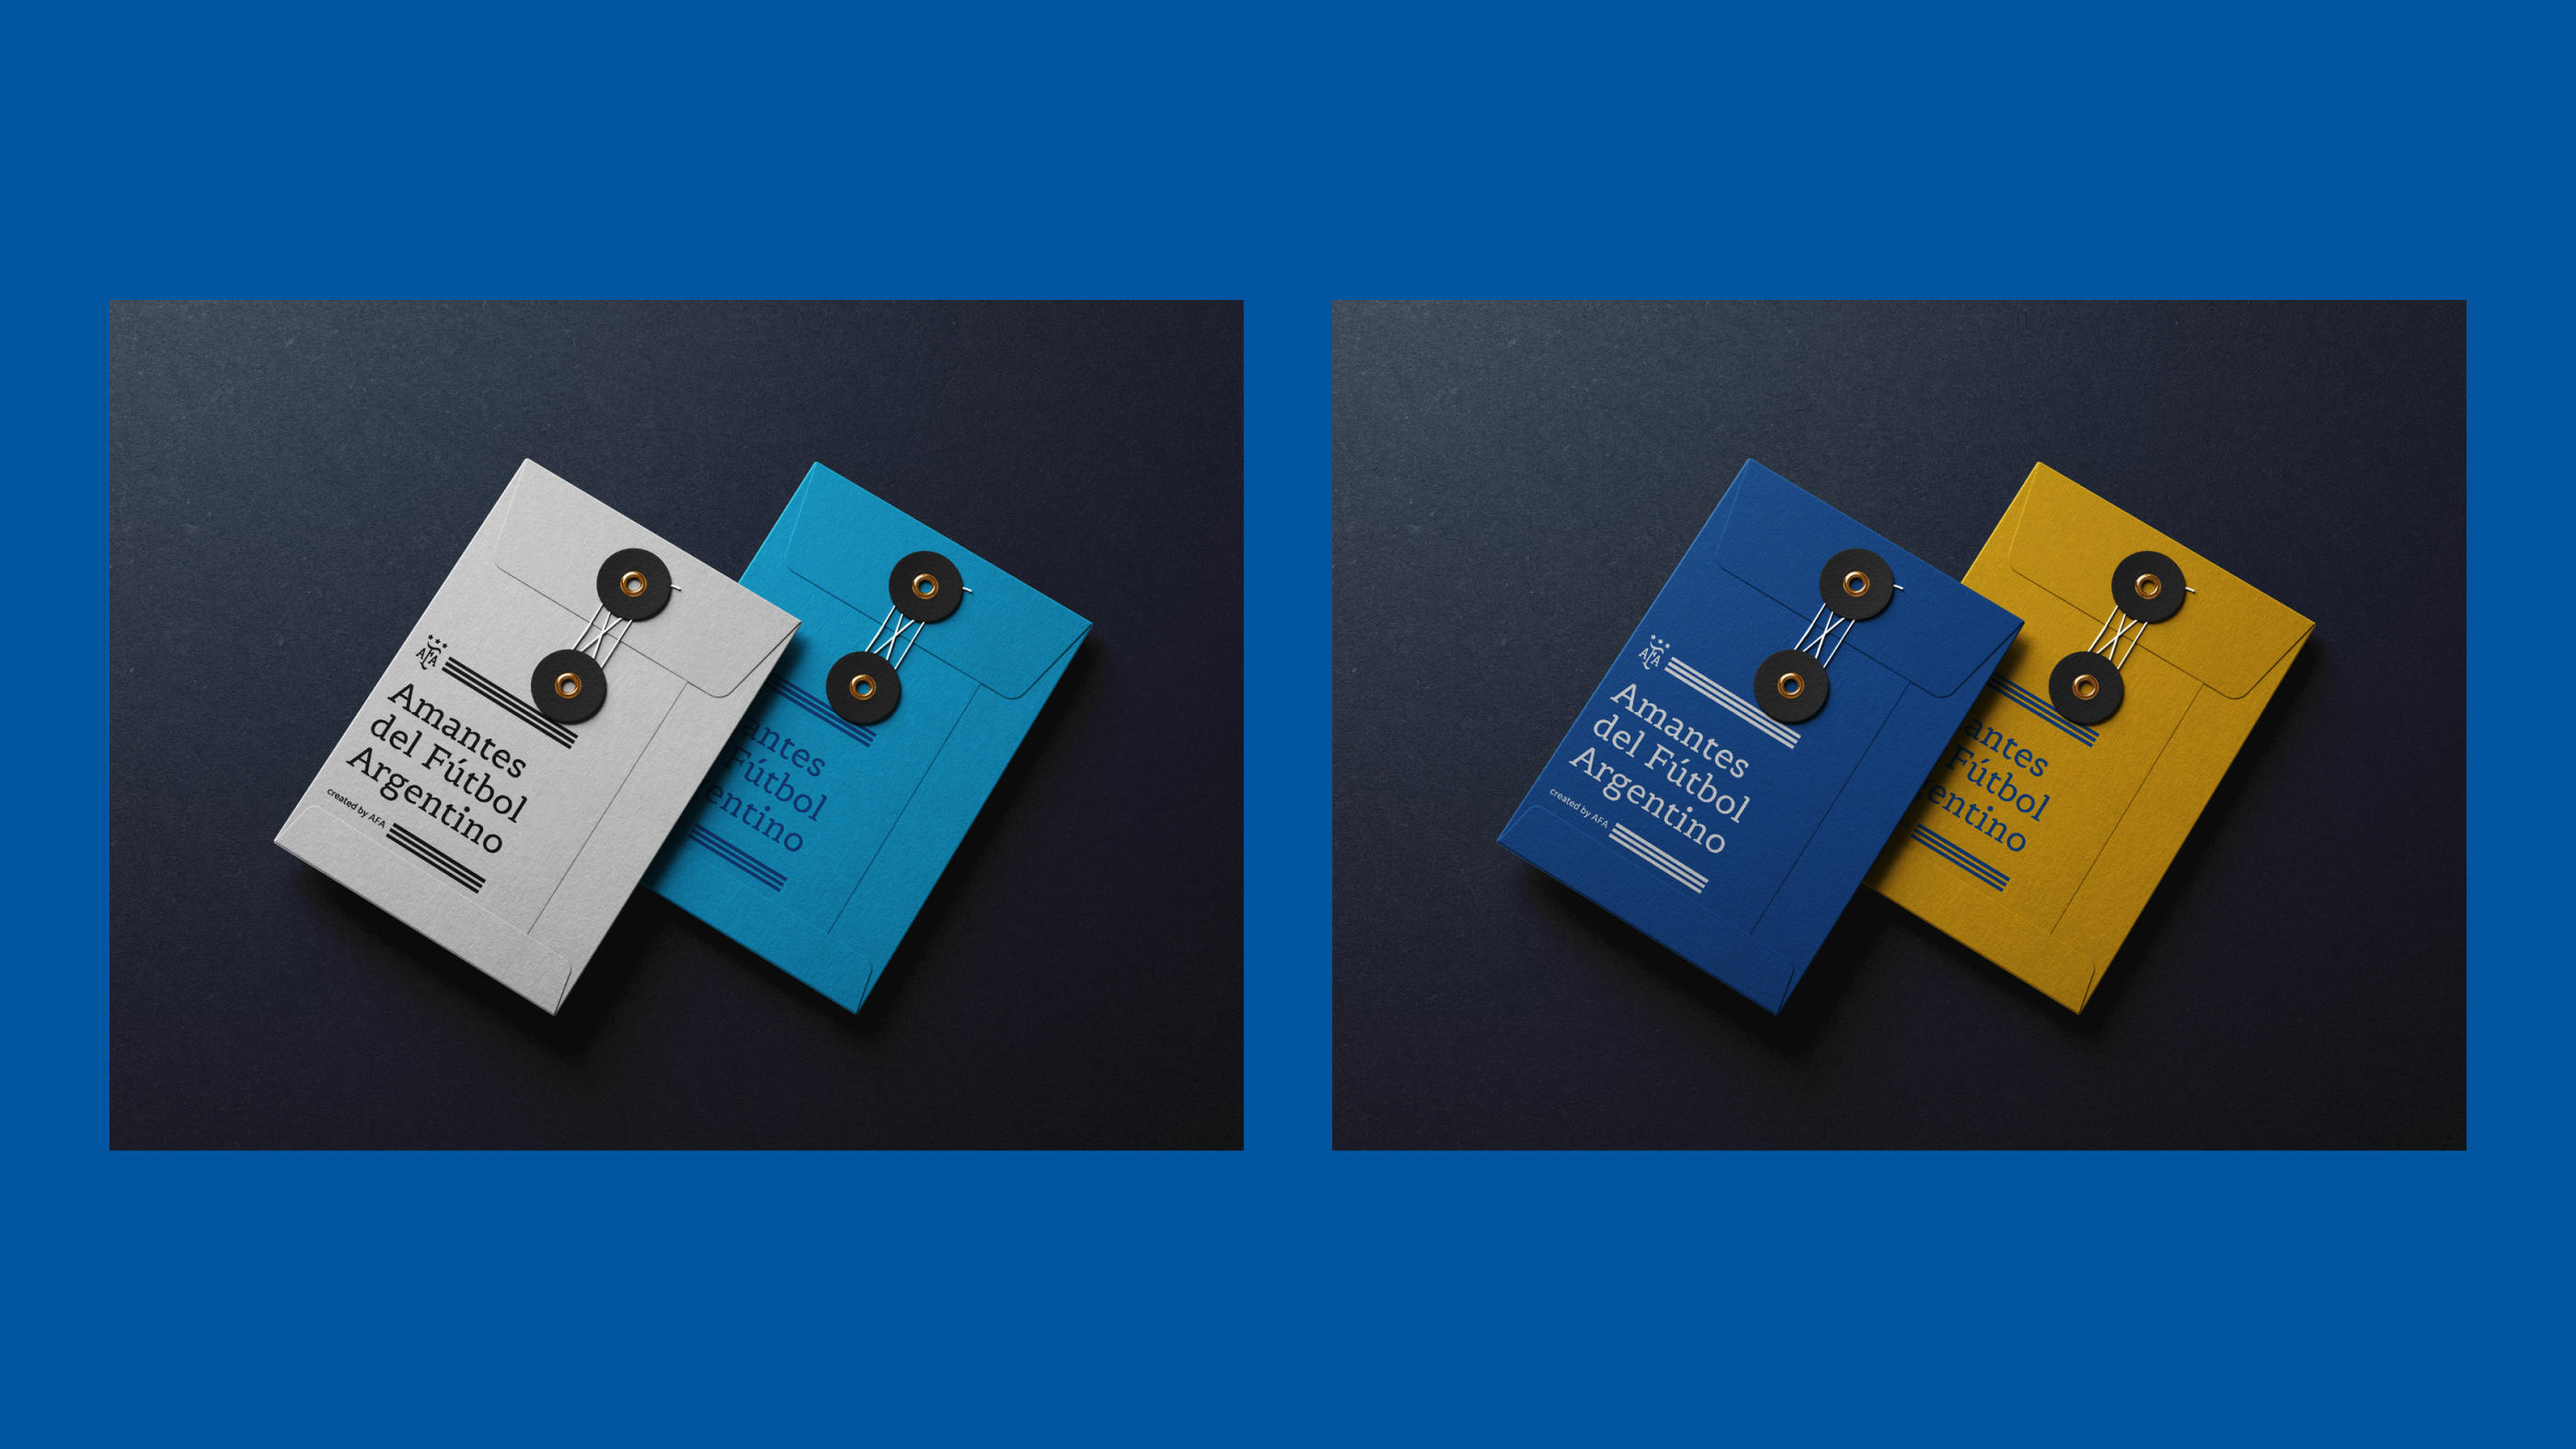 AFA
Amantes
del Fútbol
Argentino
created by AFA
antes
Fútbol
entino
AFA
Amantes
del Fútbol
Argentino
created by AFA
antes
Fútbol
entino